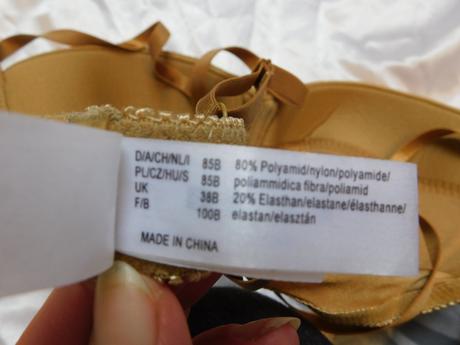 D/A/CH/NL/I 85B 80% Polyamid/nylon/polyamide/
PL/CZ/HU/S 85B poliammidica fibra/poliamid
UK 38B 20% Elasthan/elastane/élasthanne/
F/B 100B elastan/elasztán
MADE IN CHINA